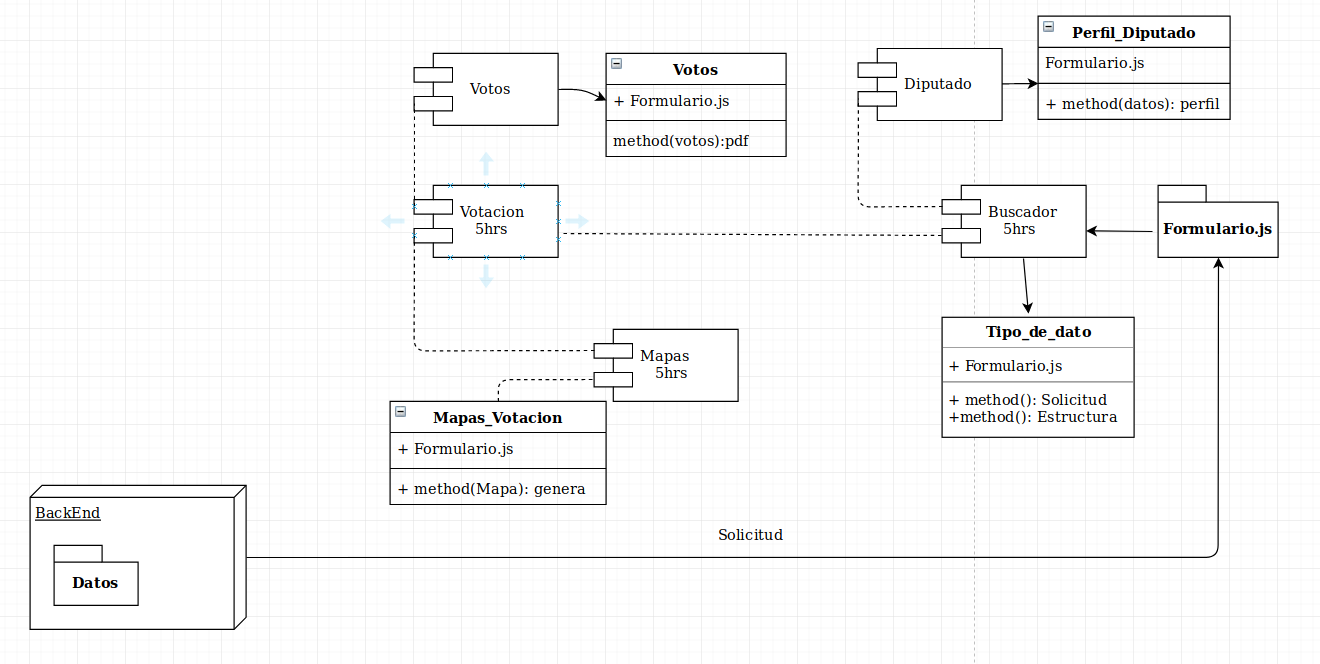 Votos
Votos
+ Formulario.js
method(votos):pdf
Diputado
Perfil_Diputado
Formulario.js
+ method(datos): perfil
Votacion
5hrs
Buscador
5hrs
Formulario.js
Mapas
5hrs
Tipo_de_dato
+ Formulario.js
+ method(): Solicitud
+method(): Estructura
Mapas_Votacion
+ Formulario.js
+ method(Mapa): genera
BackEnd
Datos
Solicitud